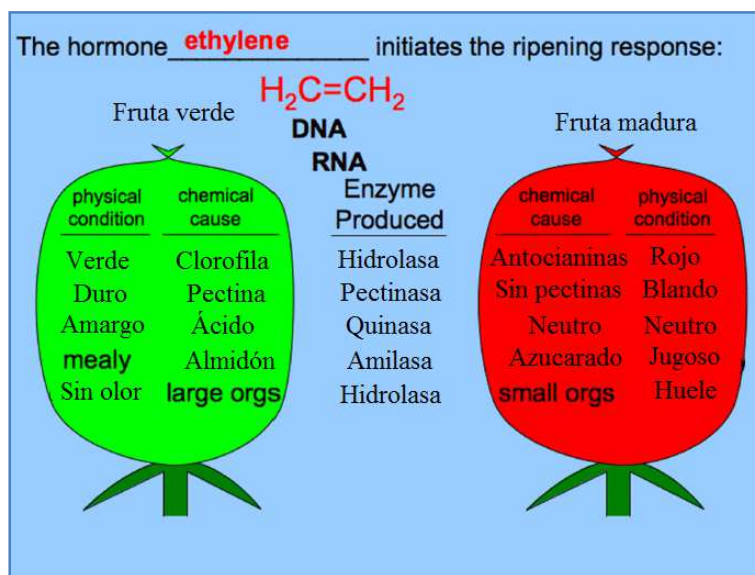 The hormone ethylene initiates the ripening response:
H₂C=CH₂
Fruta verde
DNA
Fruta madura
RNA
physical condition chemical cause Enzyme Produced chemical cause physical condition
Verde Clorofila Hidrolasa Antocianinas Rojo
Duro Pectina Pectinasa Sin pectinas Blando
Amargo Ácido Quinasa Neutro Neutro
mealy Almidón Amilasa Azucarado Jugoso
Sin olor large orgs Hidrolasa small orgs Huele